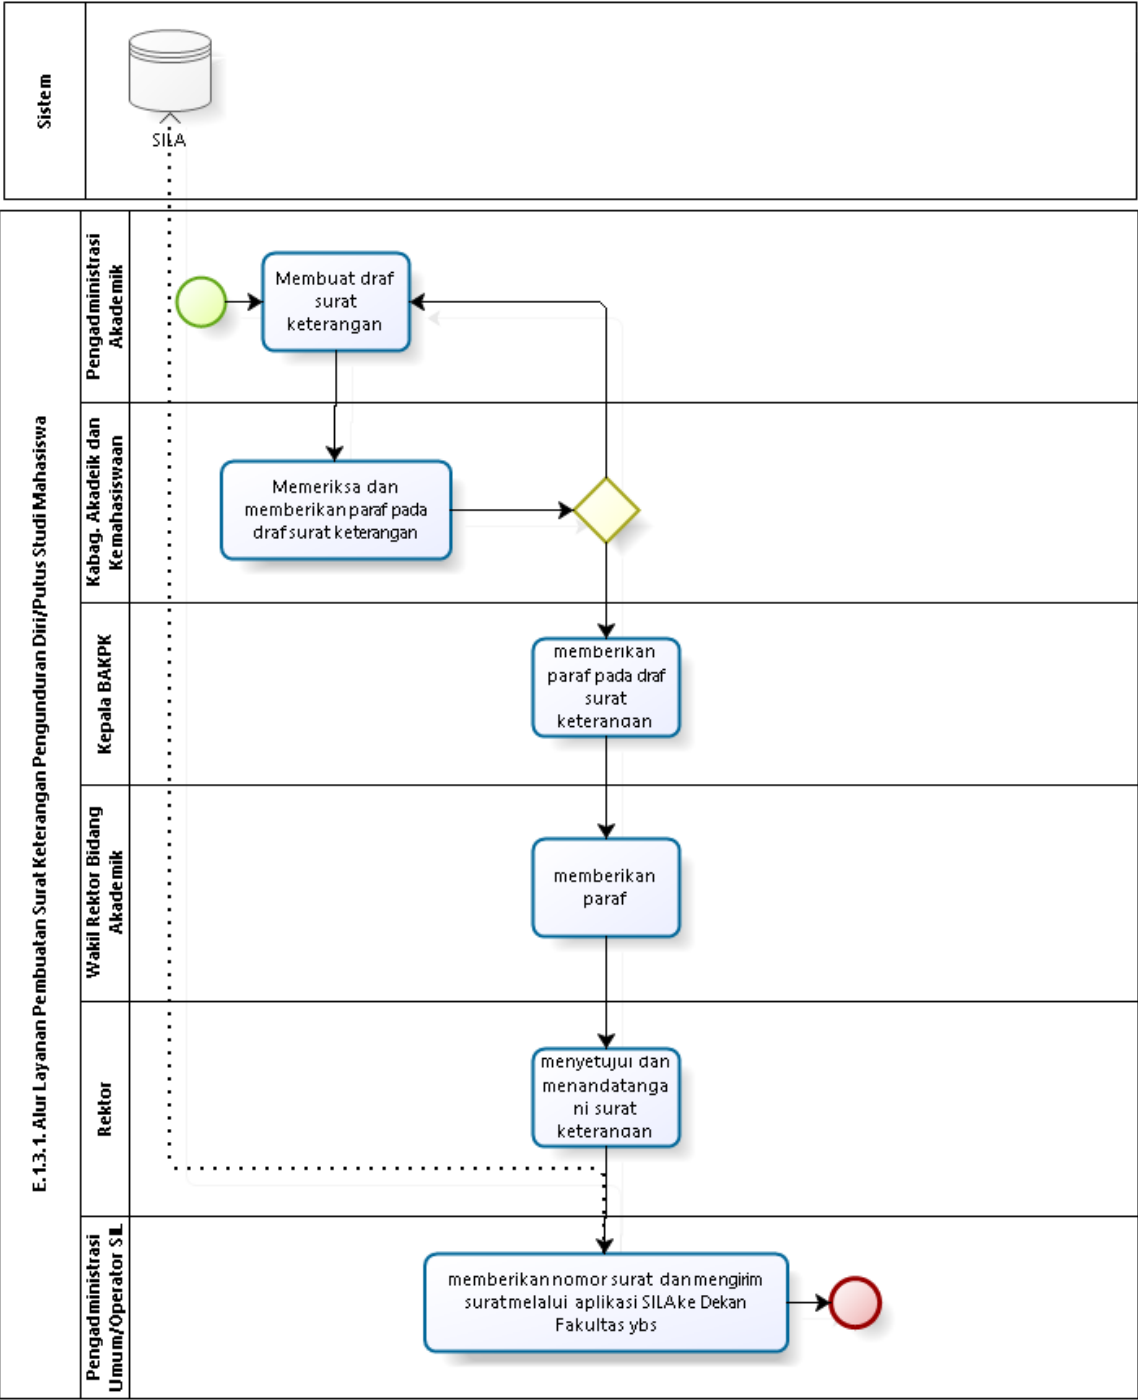 Sistem
SILA
E.1.3.1. Alur Layanan Pembuatan Surat Keterangan Pengunduran Diri/Putus Studi Mahasiswa
Pengadministrasi
Akademik
Membuat draf
surat
keterangan
Kabag. Akadeik dan
Kemahasiswaan
Memeriksa dan
memberikan paraf pada
draf surat keterangan
Kepala BAKPK
memberikan
paraf pada draf
surat
keterangan
Wakil Rektor Bidang
Akademik
memberikan
paraf
Rektor
menyetujui dan
menandatanga
ni surat
keterangan
Pengadministrasi
Umum/Operator SIL
memberikan nomor surat dan mengirim
surat melalui aplikasi SILA ke Dekan
Fakultas ybs